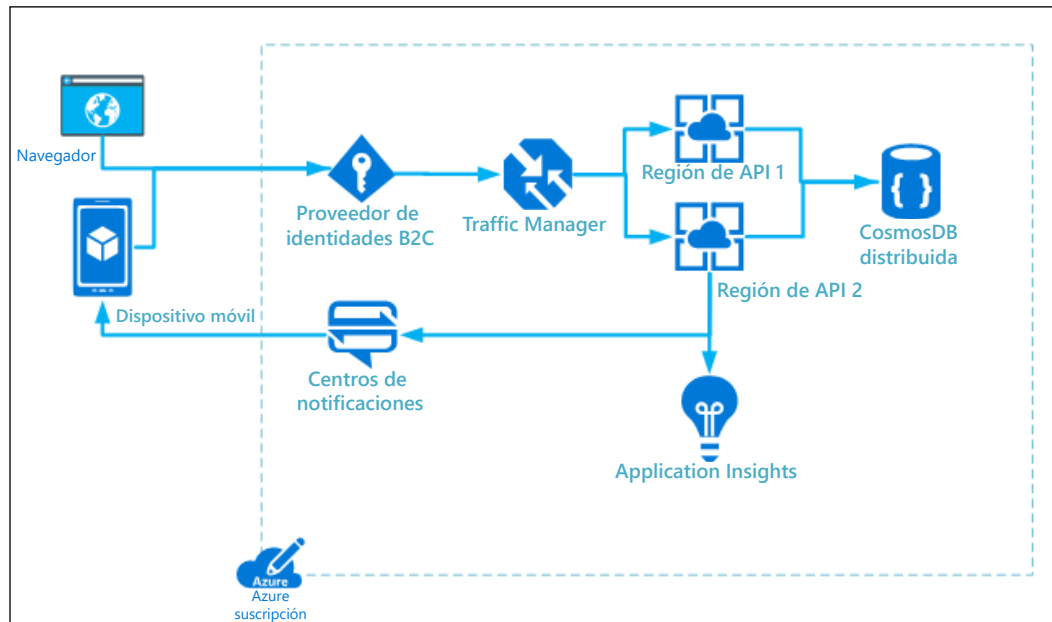 Navegador
Proveedor de
identidades B2C
Traffic Manager
Región de API 1
CosmosDB
distribuida
Región de API 2
Dispositivo móvil
Centros de
notificaciones
Application Insights
Azure
Azure
suscripción